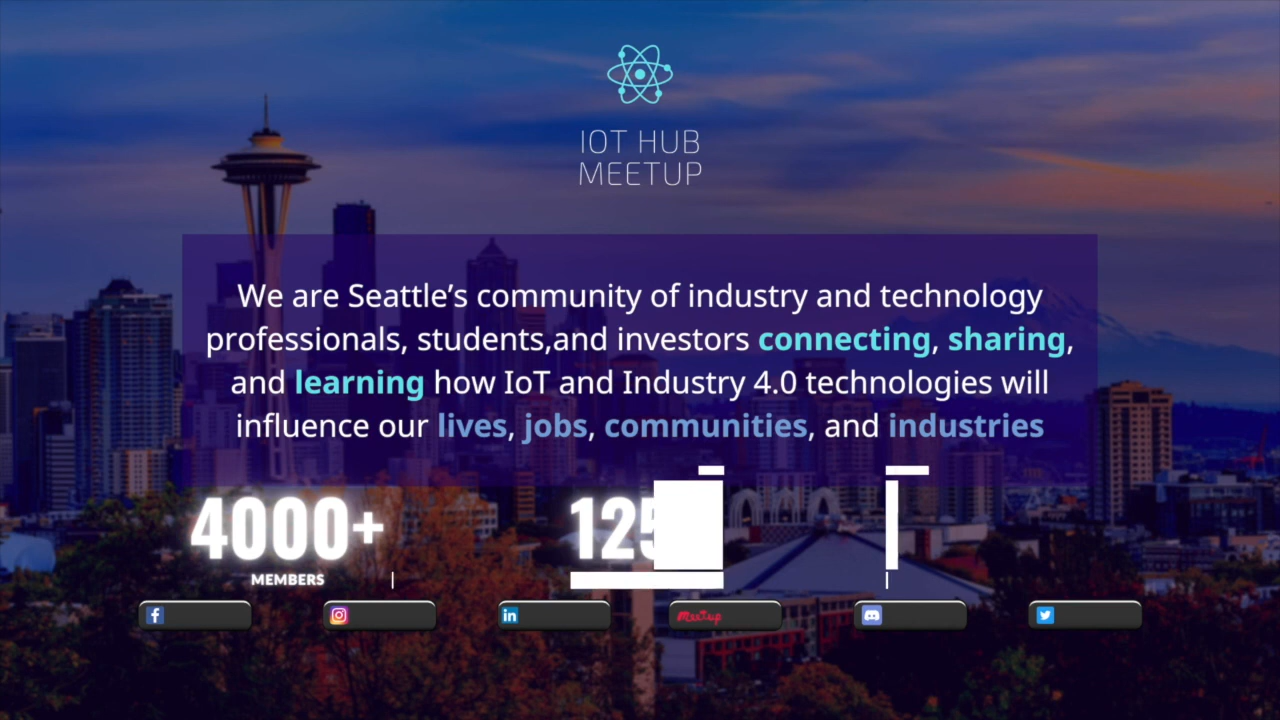 IOT HUB
MEETUP
We are Seattle’s community of industry and technology
professionals, students,and investors connecting, sharing,
and learning how IoT and Industry 4.0 technologies will
influence our lives, jobs, communities, and industries
4000+
MEMBERS
Meetup